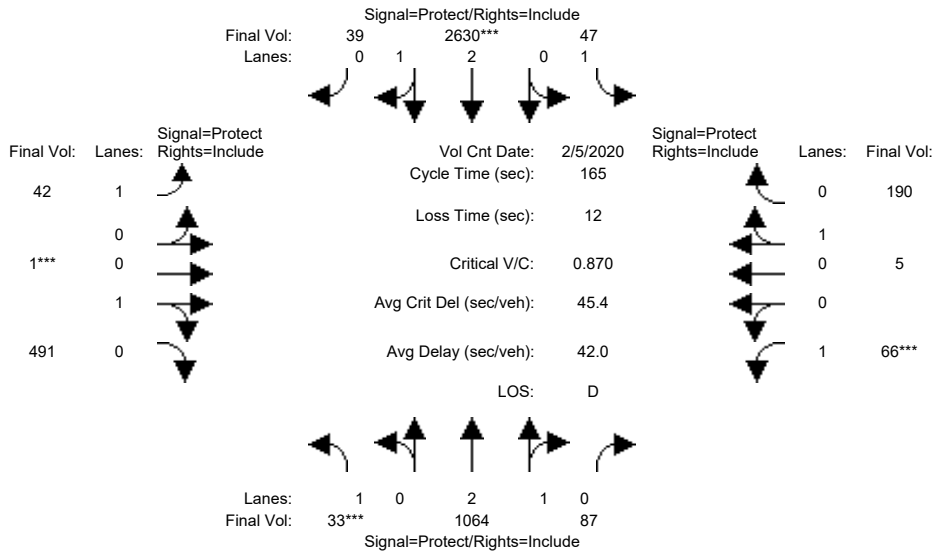 Signal=Protect/Rights=Include
Final Vol: 39 2630*** 47
Lanes: 0 1 2 0 1
Signal=Protect
Final Vol: Lanes: Rights=Include
Vol Cnt Date: 2/5/2020
Signal=Protect
Rights=Include Lanes: Final Vol:
Cycle Time (sec): 165
42 1
0 190
Loss Time (sec): 12
0
1
1*** 0
Critical V/C: 0.870
0 5
1
Avg Crit Del (sec/veh): 45.4
0
491 0
Avg Delay (sec/veh): 42.0
1 66***
LOS: D
Lanes: 1 0 2 1 0
Final Vol: 33*** 1064 87
Signal=Protect/Rights=Include